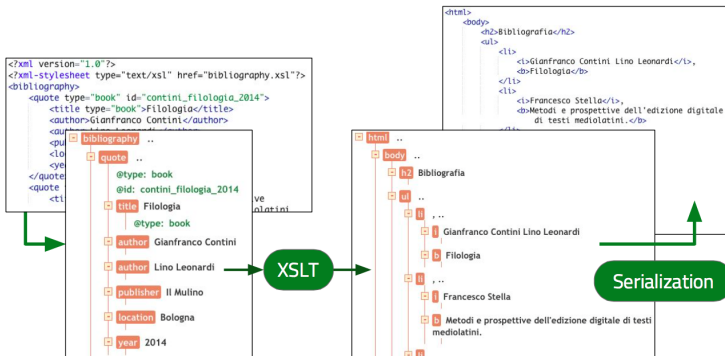 <?xml version="1.0"?>
<?xml-stylesheet type="text/xsl" href="bibliography.xsl"?>
<bibliography>
<quote type="book" id="contini_filologia_2014">
<title type="book">Filologia</title>
<author>Gianfranco Contini</author>
</quote>
<quote
bibliography ..
quote ..
@type: book
@id: contini_filologia_2014
title Filologia
@type: book
author Gianfranco Contini
author Lino Leonardi
publisher Il Mulino
location Bologna
year 2014
XSLT
<html>
<body>
<h2>Bibliografia</h2>
<ul>
<li>
<i>Gianfranco Contini Lino Leonardi</i>,
<b>Filologia</b>
</li>
<li>
<i>Francesco Stella</i>,
<b>Metodi e prospettive dell'edizione digitale
di testi mediolatini.</b>
html ..
body ..
h2 Bibliografia
ul ..
li , ..
i Gianfranco Contini Lino Leonardi
b Filologia
li , ..
i Francesco Stella
b Metodi e prospettive dell'edizione digitale di testi
mediolatini.
li
Serialization